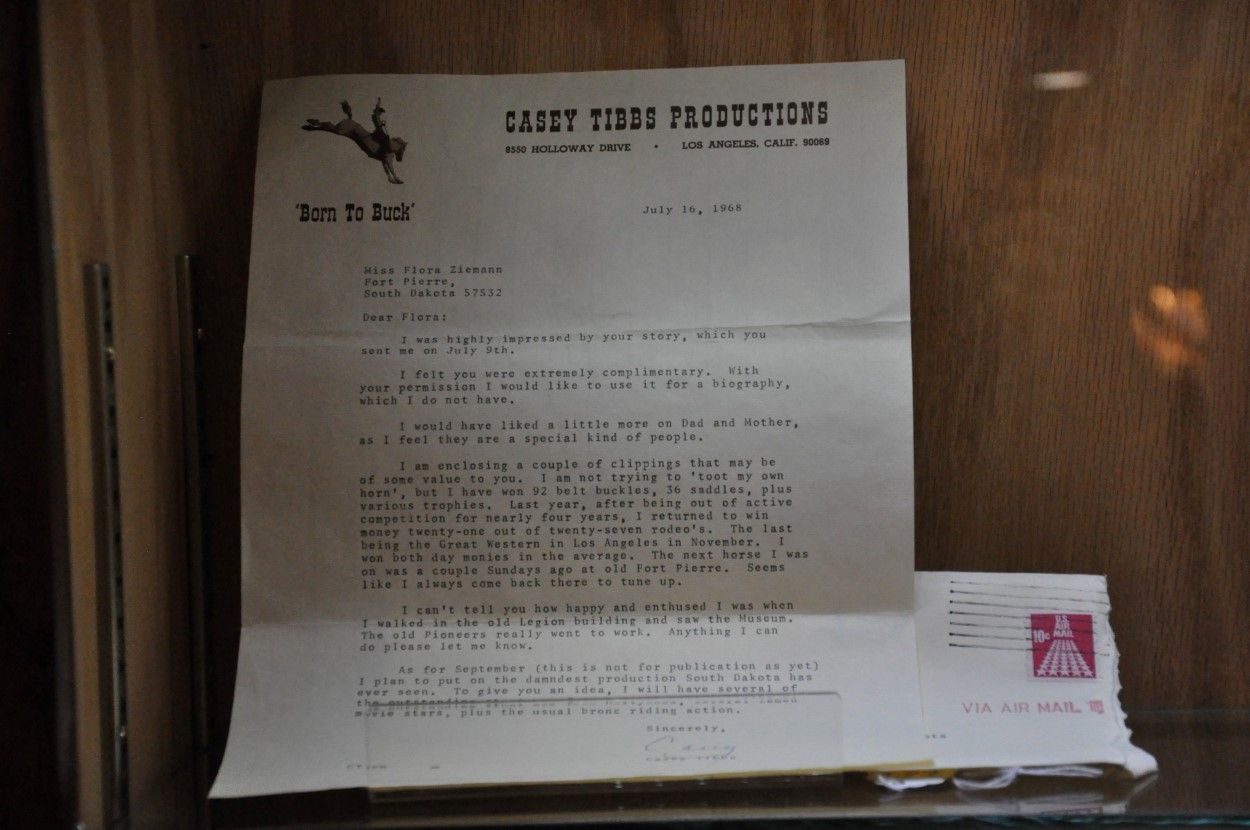 CASEY TIBBS PRODUCTIONS
8550 HOLLOWAY DRIVE • LOS ANGELES, CALIF. 90069
'Born To Buck'
July 16, 1968
Miss Flora Ziemann
Fort Pierre,
South Dakota 57532
Dear Flora:
I was highly impressed by your story, which you
sent me on July 9th.
I felt you were extremely complimentary. With
your permission I would like to use it for a biography,
which I do not have.
I would have liked a little more on Dad and Mother,
as I feel they are a special kind of people.
I am enclosing a couple of clippings that may be
of some value to you. I am not trying to 'toot my own
horn', but I have won 92 belt buckles, 36 saddles, plus
various trophies. Last year, after being out of active
competition for nearly four years, I returned to win
money twenty-one out of twenty-seven rodeo's. The last
being the Great Western in Los Angeles in November. I
won both day monies in the average. The next horse I was
on was a couple Sundays ago at old Fort Pierre. Seems
like I always come back there to tune up.
I can't tell you how happy and enthused I was when
I walked in the old Legion building and saw the Museum.
The old Pioneers really went to work. Anything I can
do please let me know.
As for September (this is not for publication as yet)
I plan to put on the damndest production South Dakota has
ever seen. To give you an idea, I will have several of
the outstanding
movie stars, plus the usual bronc riding action.
Sincerely,
Casey
Casey Tibbs
U.S.
AIR
MAIL
10c
VIA AIR MAIL